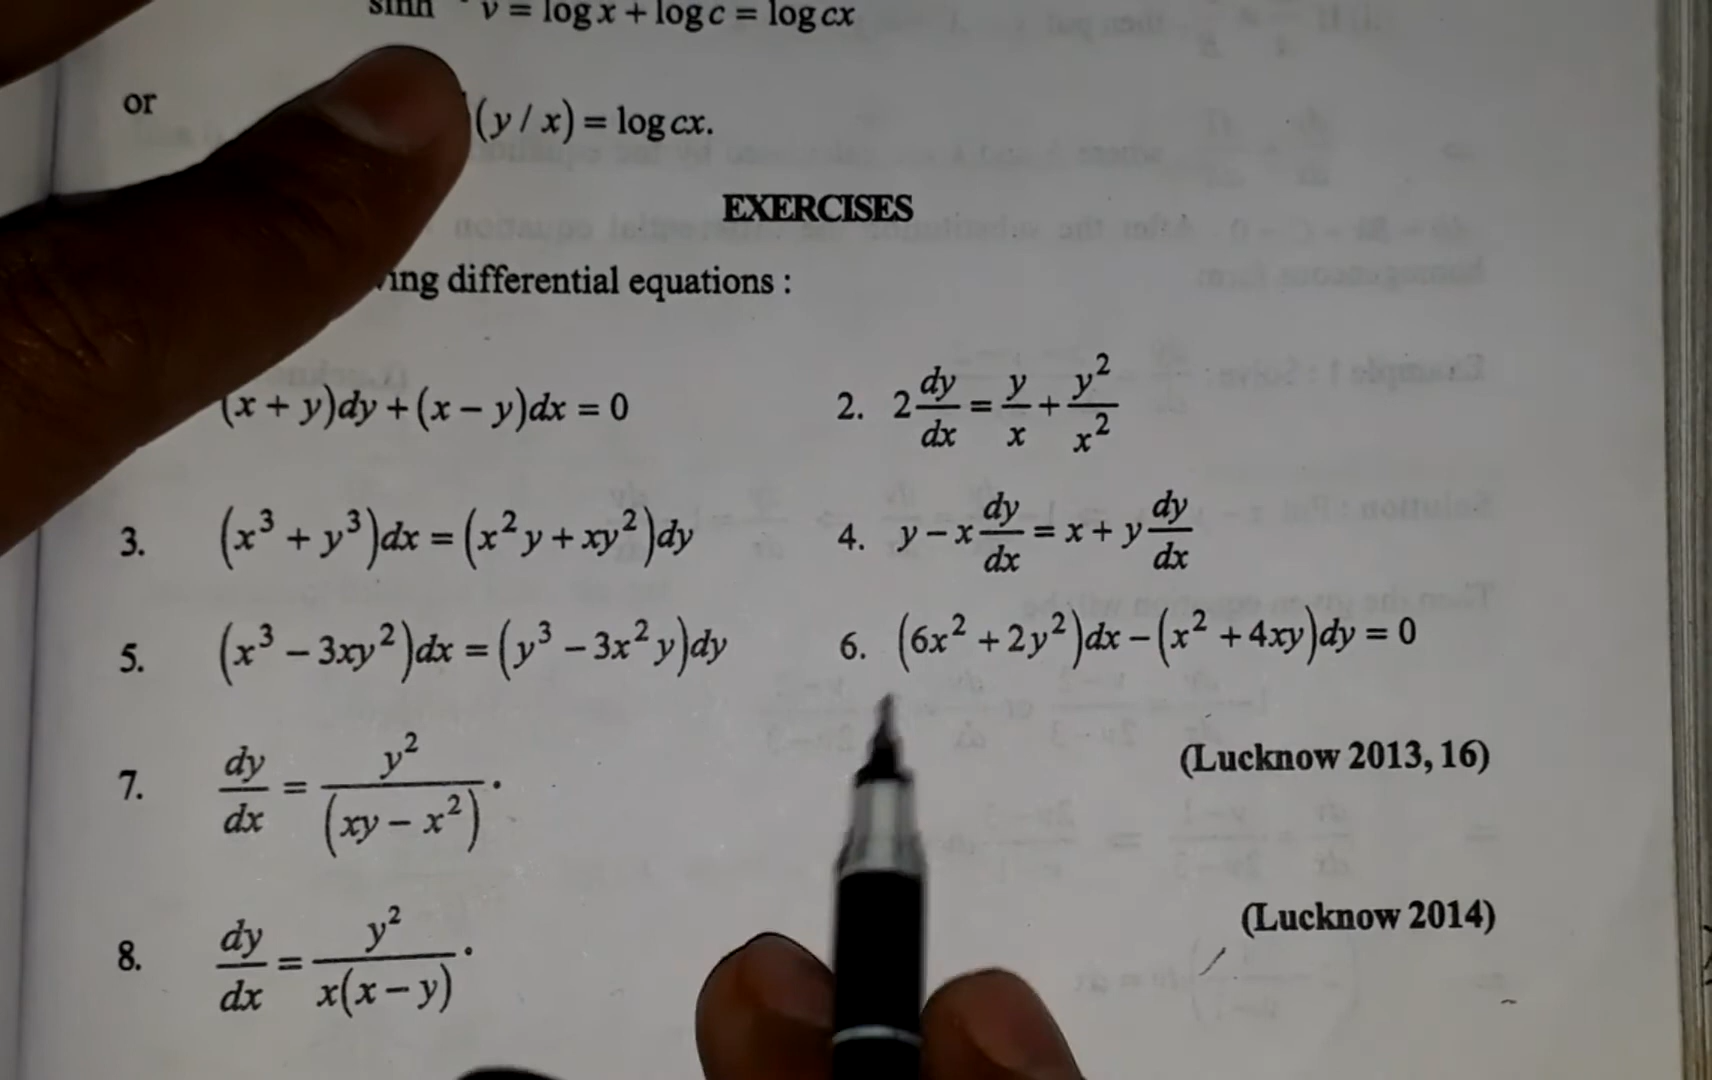 v = log x + log c = log cx
or (y / x) = log cx.
EXERCISES
ing differential equations :
(x + y)dy + (x − y)dx = 0
2. 2 dy/dx = y/x + y²/x²
3. (x³ + y³)dx = (x²y + xy²)dy
4. y − x dy/dx = x + y dy/dx
5. (x³ − 3xy²)dx = (y³ − 3x²y)dy
6. (6x² + 2y²)dx − (x² + 4xy)dy = 0
7. dy/dx = y²/(xy − x²).
(Lucknow 2013, 16)
8. dy/dx = y²/x(x − y).
(Lucknow 2014)